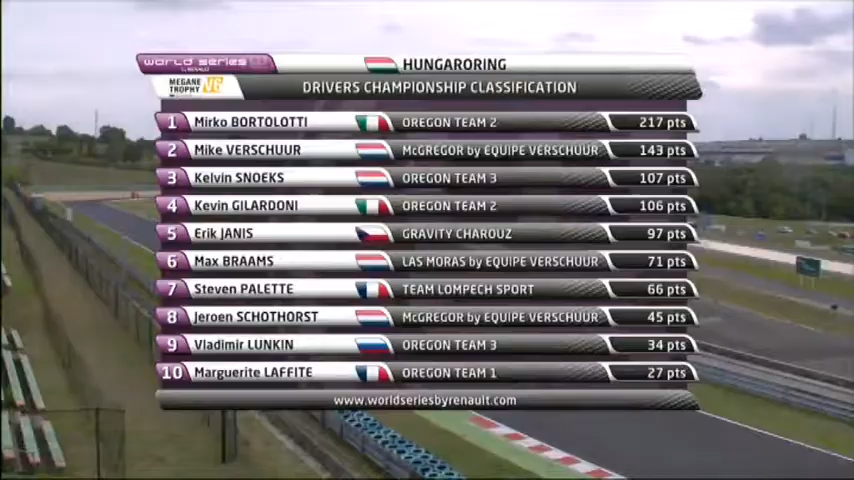 world series
by RENAULT
HUNGARORING
MEGANE
TROPHY V6
DRIVERS CHAMPIONSHIP CLASSIFICATION
1 Mirko BORTOLOTTI OREGON TEAM 2 217 pts
2 Mike VERSCHUUR McGREGOR by EQUIPE VERSCHUUR 143 pts
3 Kelvin SNOEKS OREGON TEAM 3 107 pts
4 Kevin GILARDONI OREGON TEAM 2 106 pts
5 Erik JANIS GRAVITY CHAROUZ 97 pts
6 Max BRAAMS LAS MORAS by EQUIPE VERSCHUUR 71 pts
7 Steven PALETTE TEAM LOMPECH SPORT 66 pts
8 Jeroen SCHOTHORST McGREGOR by EQUIPE VERSCHUUR 45 pts
9 Vladimir LUNKIN OREGON TEAM 3 34 pts
10 Marguerite LAFFITE OREGON TEAM 1 27 pts
www.worldseriesbyrenault.com